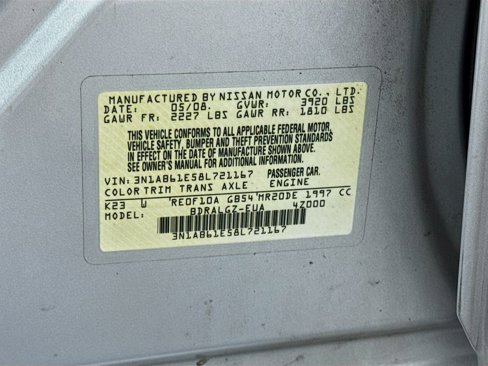 MANUFACTURED BY NISSAN MOTOR CO., LTD.
DATE: 05/08. GVWR: 3920 LBS
GAWR FR: 2227 LBS GAWR RR: 1810 LBS
THIS VEHICLE CONFORMS TO ALL APPLICABLE FEDERAL MOTOR
VEHICLE SAFETY, BUMPER AND THEFT PREVENTION STANDARDS
IN EFFECT ON THE DATE OF MANUFACTURE SHOWN ABOVE.
SEE OWNER'S MANUAL FOR ADDITIONAL INFORMATION.
VIN: 3N1AB61E58L721167 PASSENGER CAR.
COLOR TRIM TRANS AXLE ENGINE
K23 W RE0F10A GB54 MR20DE 1997 CC
MODEL: BDRALGZ-EUA 4Z000
3N1AB61E58L721167